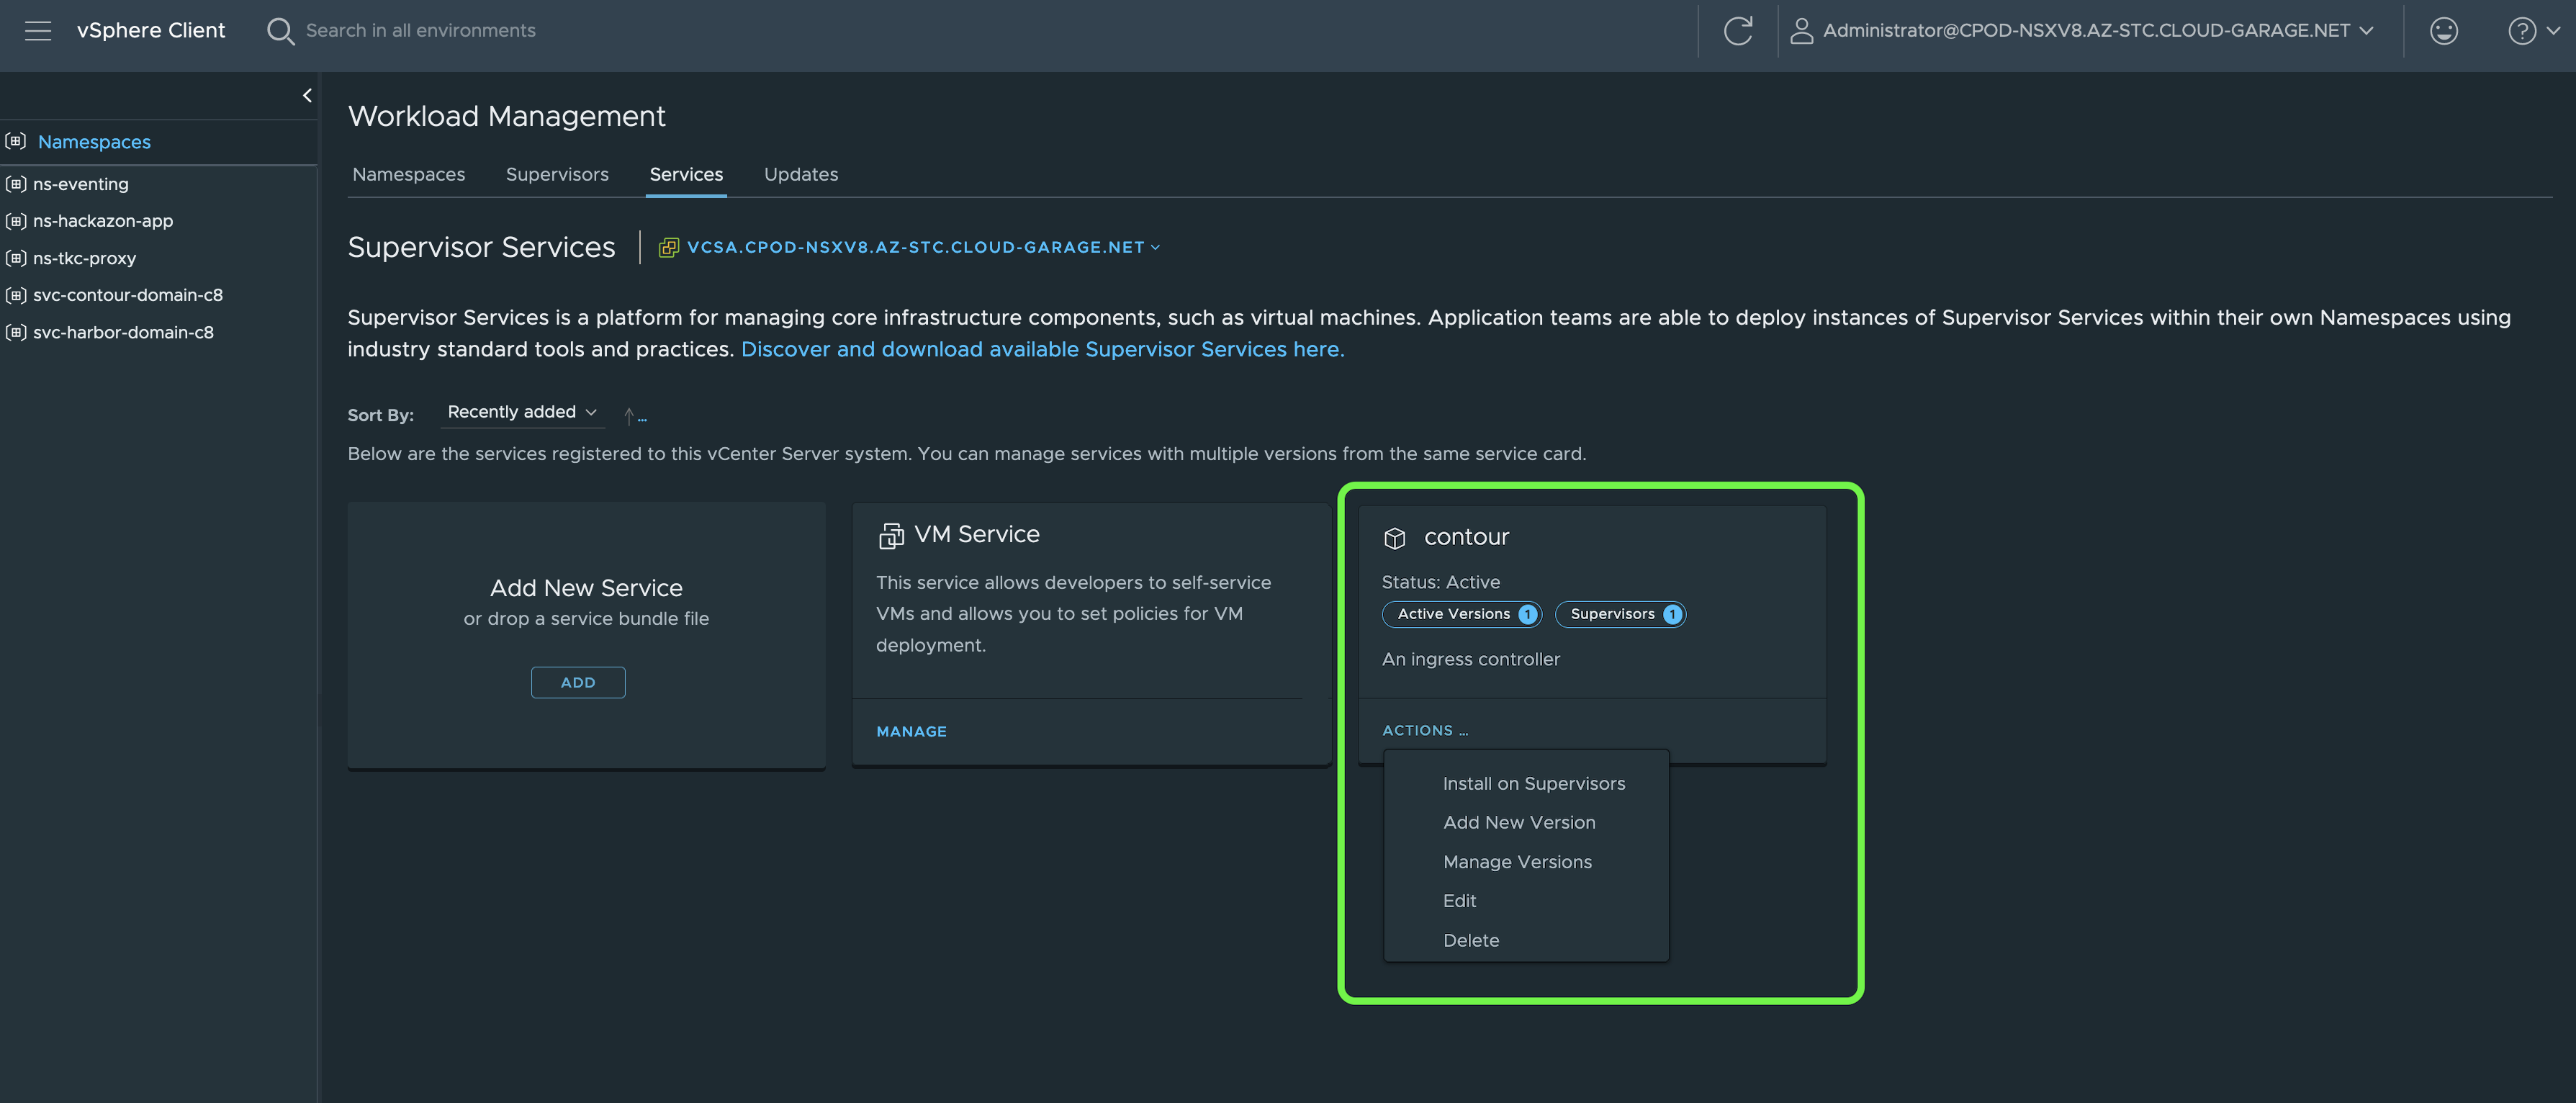 vSphere Client
Search in all environments
Administrator@CPOD-NSXV8.AZ-STC.CLOUD-GARAGE.NET
Namespaces
ns-eventing
ns-hackazon-app
ns-tkc-proxy
svc-contour-domain-c8
svc-harbor-domain-c8
Workload Management
Namespaces Supervisors Services Updates
Supervisor Services
VCSA.CPOD-NSXV8.AZ-STC.CLOUD-GARAGE.NET
Supervisor Services is a platform for managing core infrastructure components, such as virtual machines. Application teams are able to deploy instances of Supervisor Services within their own Namespaces using
industry standard tools and practices. Discover and download available Supervisor Services here.
Sort By: Recently added ...
Below are the services registered to this vCenter Server system. You can manage services with multiple versions from the same service card.
Add New Service
or drop a service bundle file
ADD
VM Service
This service allows developers to self-service
VMs and allows you to set policies for VM
deployment.
MANAGE
contour
Status: Active
Active Versions 1 Supervisors 1
An ingress controller
ACTIONS ...
Install on Supervisors
Add New Version
Manage Versions
Edit
Delete